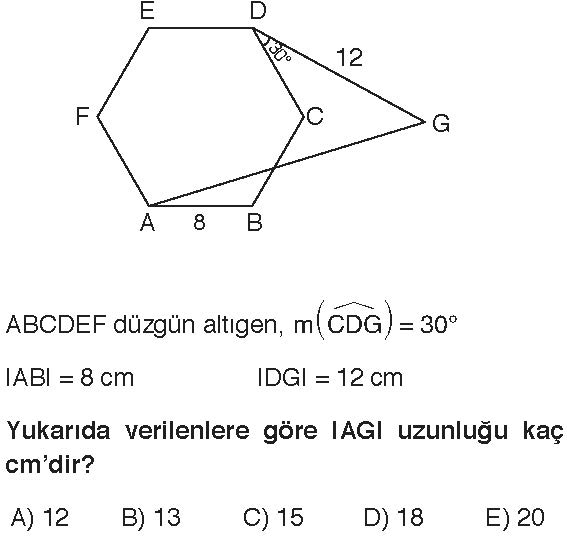 E D
30°
12
F C G
A 8 B
ABCDEF düzgün altıgen, m(CDG) = 30°
IABI = 8 cm IDGI = 12 cm
Yukarıda verilenlere göre IAGI uzunluğu kaç
cm'dir?
A) 12 B) 13 C) 15 D) 18 E) 20